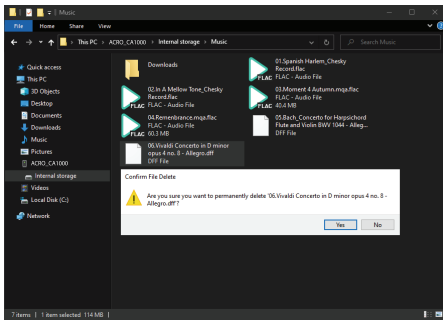 Music
File Home Share View
This PC › ACRO_CA1000 › Internal storage › Music
Search Music
Quick access
This PC
3D Objects
Desktop
Documents
Downloads
Music
Pictures
ACRO_CA1000
Internal storage
Videos
Local Disk (C:)
Network
Downloads
01.Spanish Harlem_Chesky
Record.flac
FLAC - Audio File
FLAC
02.In A Mellow Tone_Chesky
Record.flac
FLAC - Audio File
FLAC
03.Moment 4 Autumn.mqa.flac
FLAC - Audio File
40.4 MB
FLAC
04.Remembrance.mqa.flac
FLAC - Audio File
60.3 MB
FLAC
05.Bach_Concerto for Harpsichord
Flute and Violin BWV 1044 - Alleg...
DFF File
06.Vivaldi Concerto in D minor
opus 4 no. 8 - Allegro.dff
DFF File
Confirm File Delete
Are you sure you want to permanently delete '06.Vivaldi Concerto in D minor opus 4 no. 8 -
Allegro.dff'?
Yes No
7 items 1 item selected 114 MB